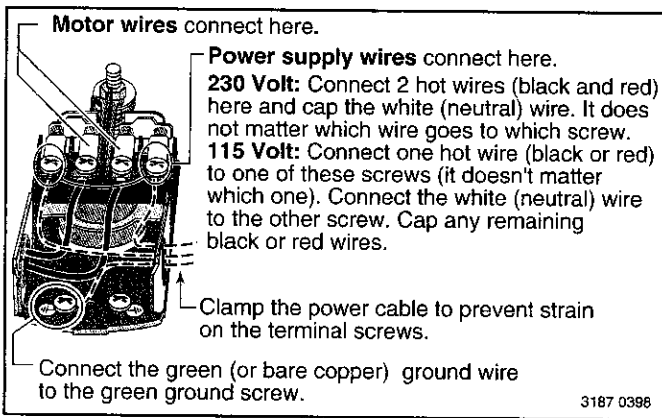 Motor wires connect here.
Power supply wires connect here.
230 Volt: Connect 2 hot wires (black and red)
here and cap the white (neutral) wire. It does
not matter which wire goes to which screw.
115 Volt: Connect one hot wire (black or red)
to one of these screws (it doesn't matter
which one). Connect the white (neutral) wire
to the other screw. Cap any remaining
black or red wires.
Clamp the power cable to prevent strain
on the terminal screws.
Connect the green (or bare copper) ground wire
to the green ground screw.
3187 0398